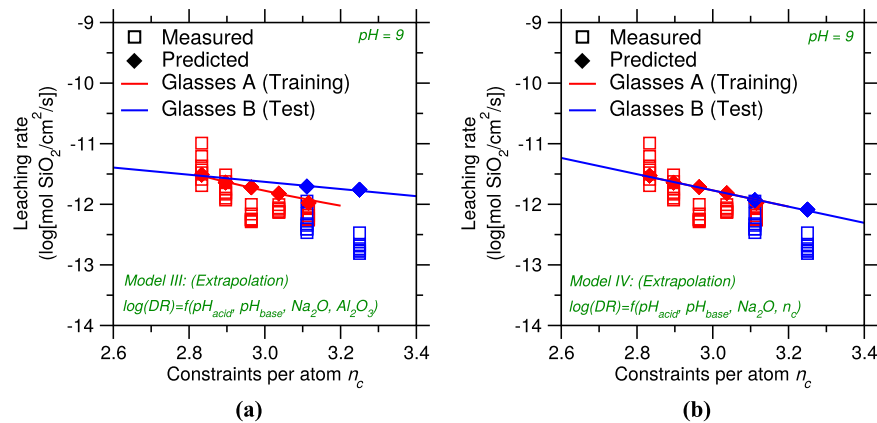 -9
-10
-11
-12
-13
-14
2.6 2.8 3.0 3.2 3.4
Leaching rate
(log[mol SiO2/cm2/s])
Constraints per atom nc
pH = 9
Measured
Predicted
Glasses A (Training)
Glasses B (Test)
Model III: (Extrapolation)
log(DR)=f(pHacid, pHbase, Na2O, Al2O3)
(a)
-9
-10
-11
-12
-13
-14
2.6 2.8 3.0 3.2 3.4
Leaching rate
(log[mol SiO2/cm2/s])
Constraints per atom nc
pH = 9
Measured
Predicted
Glasses A (Training)
Glasses B (Test)
Model IV: (Extrapolation)
log(DR)=f(pHacid, pHbase, Na2O, nc)
(b)